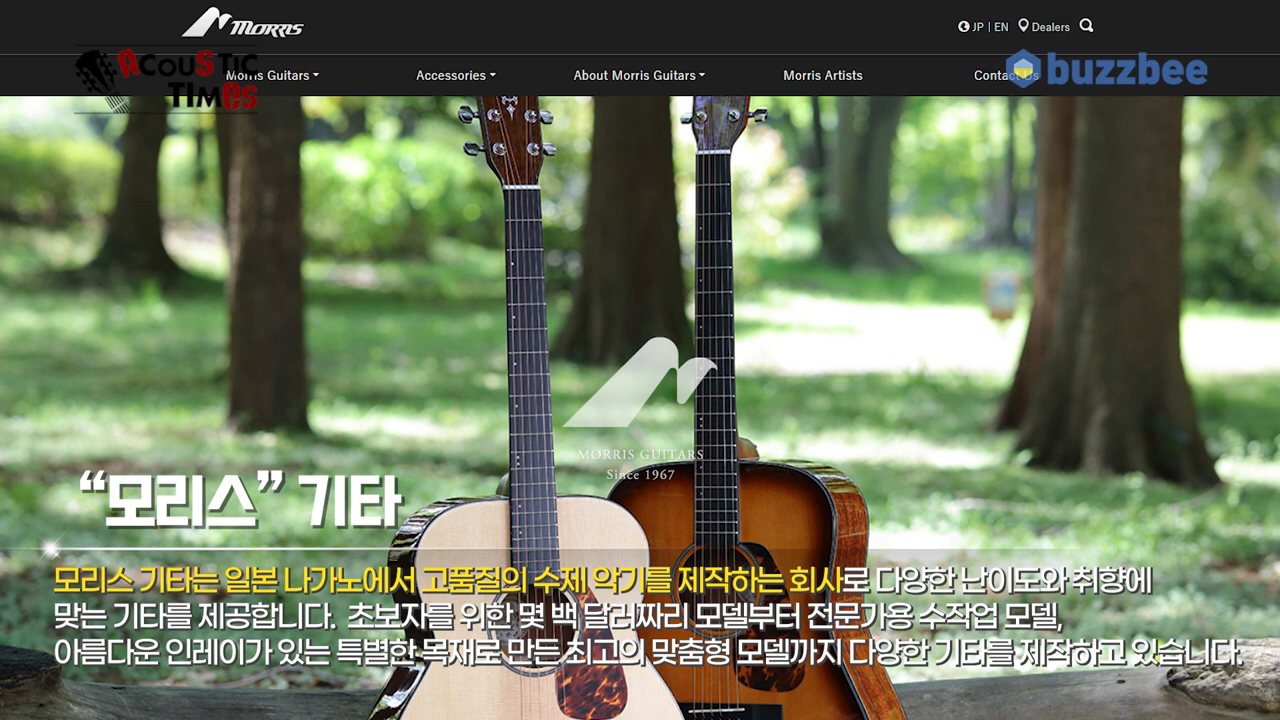 MORRIS
JP | EN Dealers
ACOUSTIC
TIMES
Morris Guitars
Accessories
About Morris Guitars
Morris Artists
Contact Us
buzzbee
MORRIS GUITARS
Since 1967
“모리스” 기타
모리스 기타는 일본 나가노에서 고품질의 수제 악기를 제작하는 회사로 다양한 난이도와 취향에
맞는 기타를 제공합니다. 초보자를 위한 몇 백 달러짜리 모델부터 전문가용 수작업 모델,
아름다운 인레이가 있는 특별한 목재로 만든 최고의 맞춤형 모델까지 다양한 기타를 제작하고 있습니다.